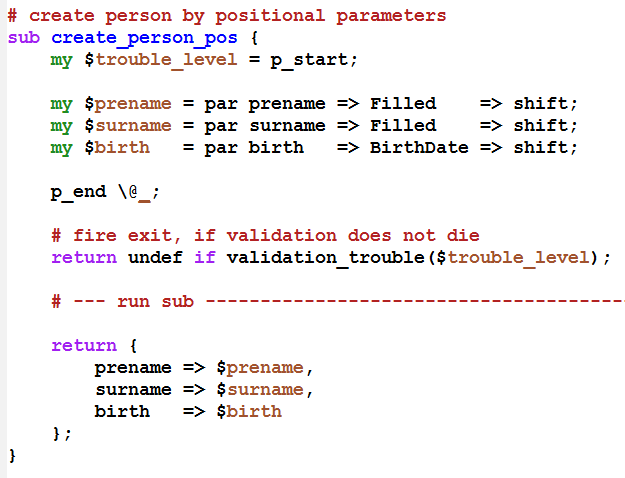 # create person by positional parameters
sub create_person_pos {
    my $trouble_level = p_start;

    my $prename = par prename => Filled    => shift;
    my $surname = par surname => Filled    => shift;
    my $birth   = par birth   => BirthDate => shift;

    p_end \@_;

    # fire exit, if validation does not die
    return undef if validation_trouble($trouble_level);

    # --- run sub --------------------------------------

    return {
        prename => $prename,
        surname => $surname,
        birth   => $birth
    };
}